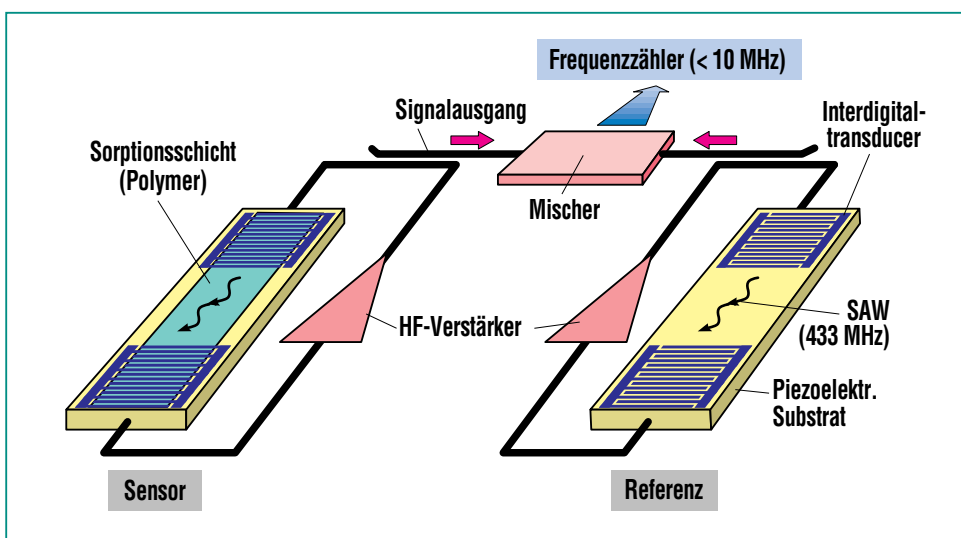 Frequenzzähler (< 10 MHz)
Signalausgang
Interdigital-
transducer
Sorptionsschicht
(Polymer)
Mischer
HF-Verstärker
SAW
(433 MHz)
Piezoelektr.
Substrat
Sensor
Referenz